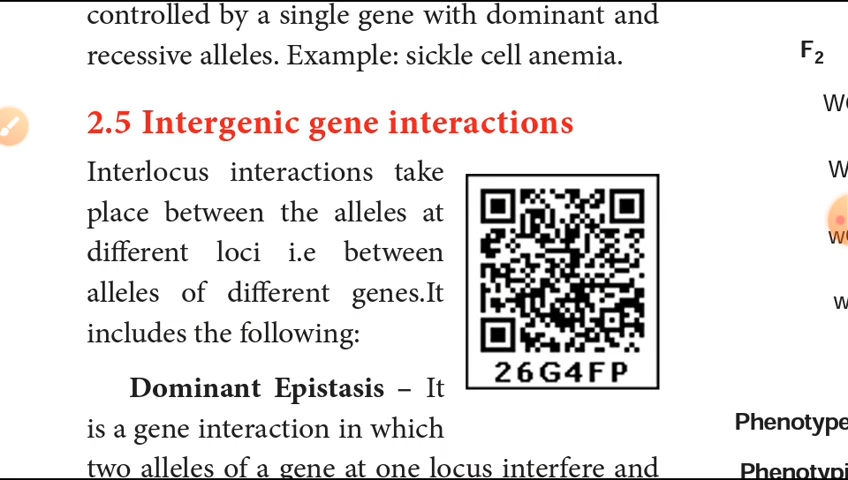 controlled by a single gene with dominant and
recessive alleles. Example: sickle cell anemia.
2.5 Intergenic gene interactions
Interlocus interactions take
place between the alleles at
different loci i.e between
alleles of different genes.It
includes the following:
26G4FP
Dominant Epistasis – It
is a gene interaction in which
two alleles of a gene at one locus interfere and
F2
W
w
Phenotype
Phenotypi